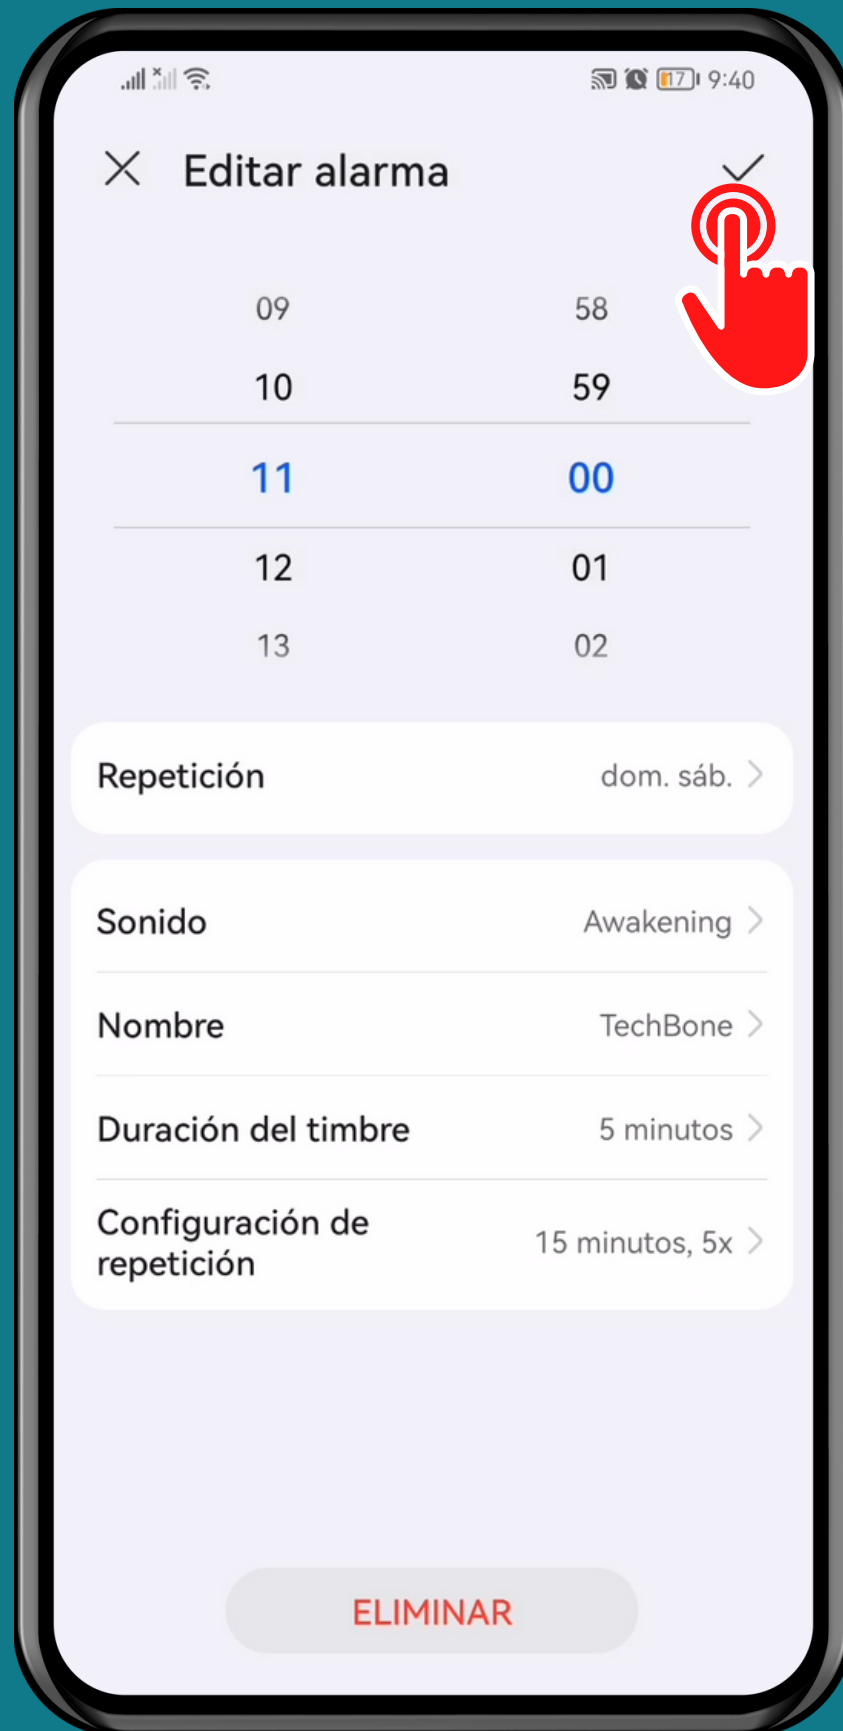 17 9:40
Editar alarma
09 58
10 59
11 00
12 01
13 02
Repetición dom. sáb.
Sonido Awakening
Nombre TechBone
Duración del timbre 5 minutos
Configuración de
repetición 15 minutos, 5x
ELIMINAR